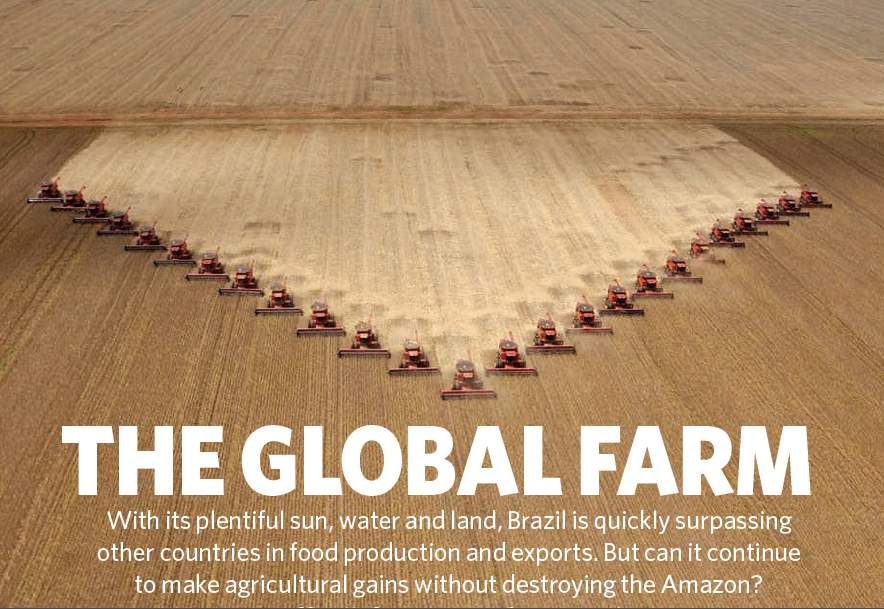 THE GLOBAL FARM
With its plentiful sun, water and land, Brazil is quickly surpassing
other countries in food production and exports. But can it continue
to make agricultural gains without destroying the Amazon?